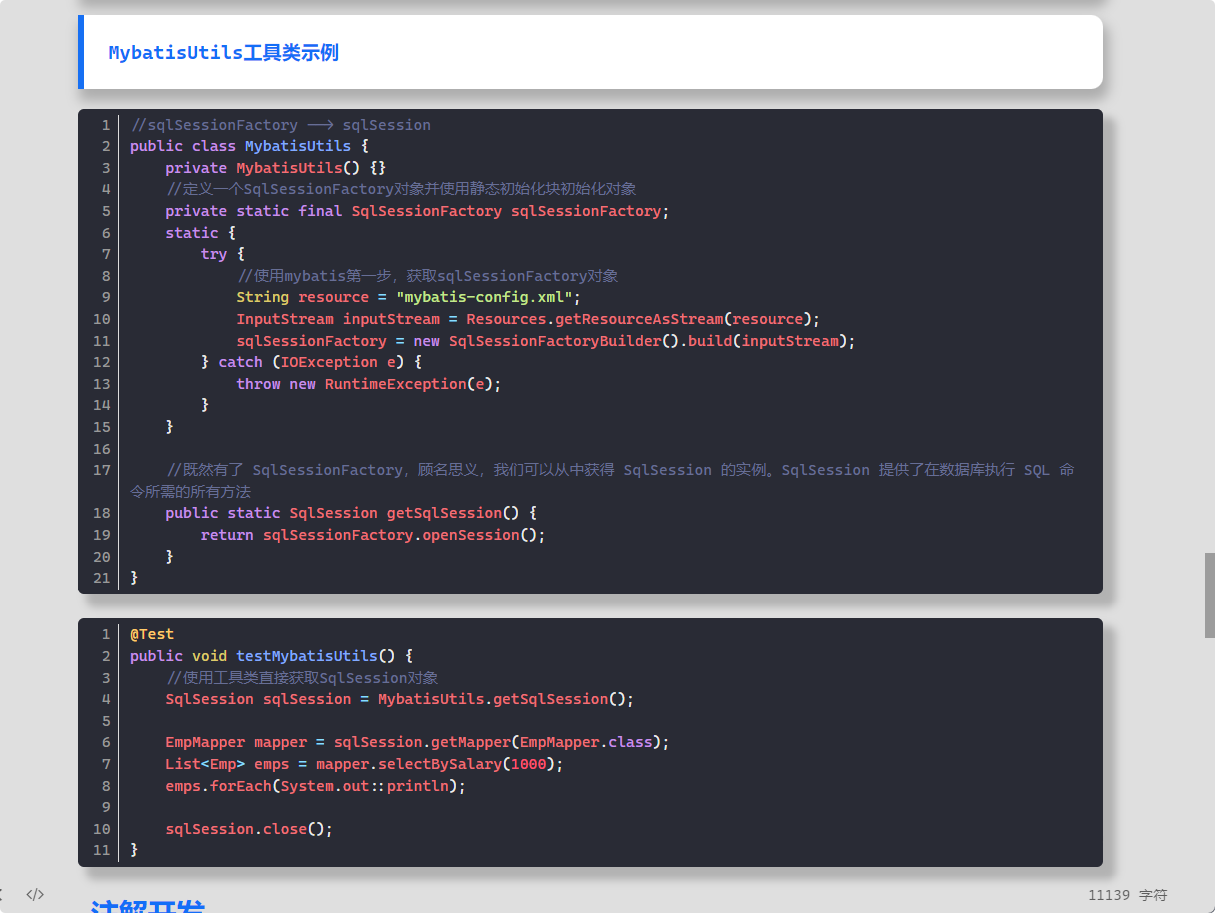 MybatisUtils工具类示例
1 //sqlSessionFactory --> sqlSession
2 public class MybatisUtils {
3     private MybatisUtils() {}
4     //定义一个SqlSessionFactory对象并使用静态初始化块初始化对象
5     private static final SqlSessionFactory sqlSessionFactory;
6     static {
7         try {
8             //使用mybatis第一步，获取sqlSessionFactory对象
9             String resource = "mybatis-config.xml";
10             InputStream inputStream = Resources.getResourceAsStream(resource);
11             sqlSessionFactory = new SqlSessionFactoryBuilder().build(inputStream);
12         } catch (IOException e) {
13             throw new RuntimeException(e);
14         }
15     }
16
17     //既然有了 SqlSessionFactory，顾名思义，我们可以从中获得 SqlSession 的实例。SqlSession 提供了在数据库执行 SQL 命
令所需的所有方法
18     public static SqlSession getSqlSession() {
19         return sqlSessionFactory.openSession();
20     }
21 }
1 @Test
2 public void testMybatisUtils() {
3     //使用工具类直接获取SqlSession对象
4     SqlSession sqlSession = MybatisUtils.getSqlSession();
5
6     EmpMapper mapper = sqlSession.getMapper(EmpMapper.class);
7     List<Emp> emps = mapper.selectBySalary(1000);
8     emps.forEach(System.out::println);
9
10     sqlSession.close();
11 }
</> 11139 字符
注解开发